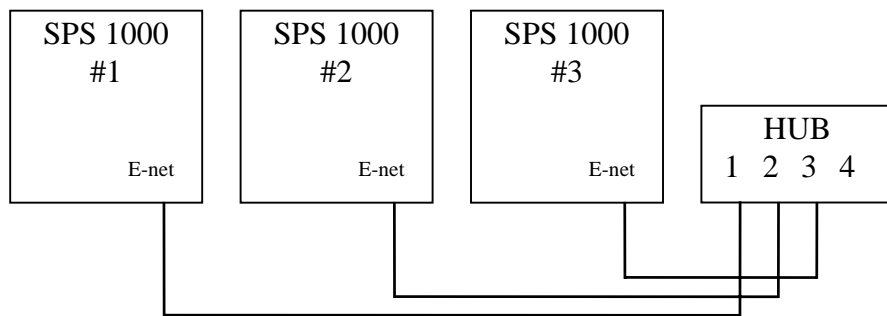 SPS 1000
#1
E-net
SPS 1000
#2
E-net
SPS 1000
#3
E-net
HUB
1 2 3 4